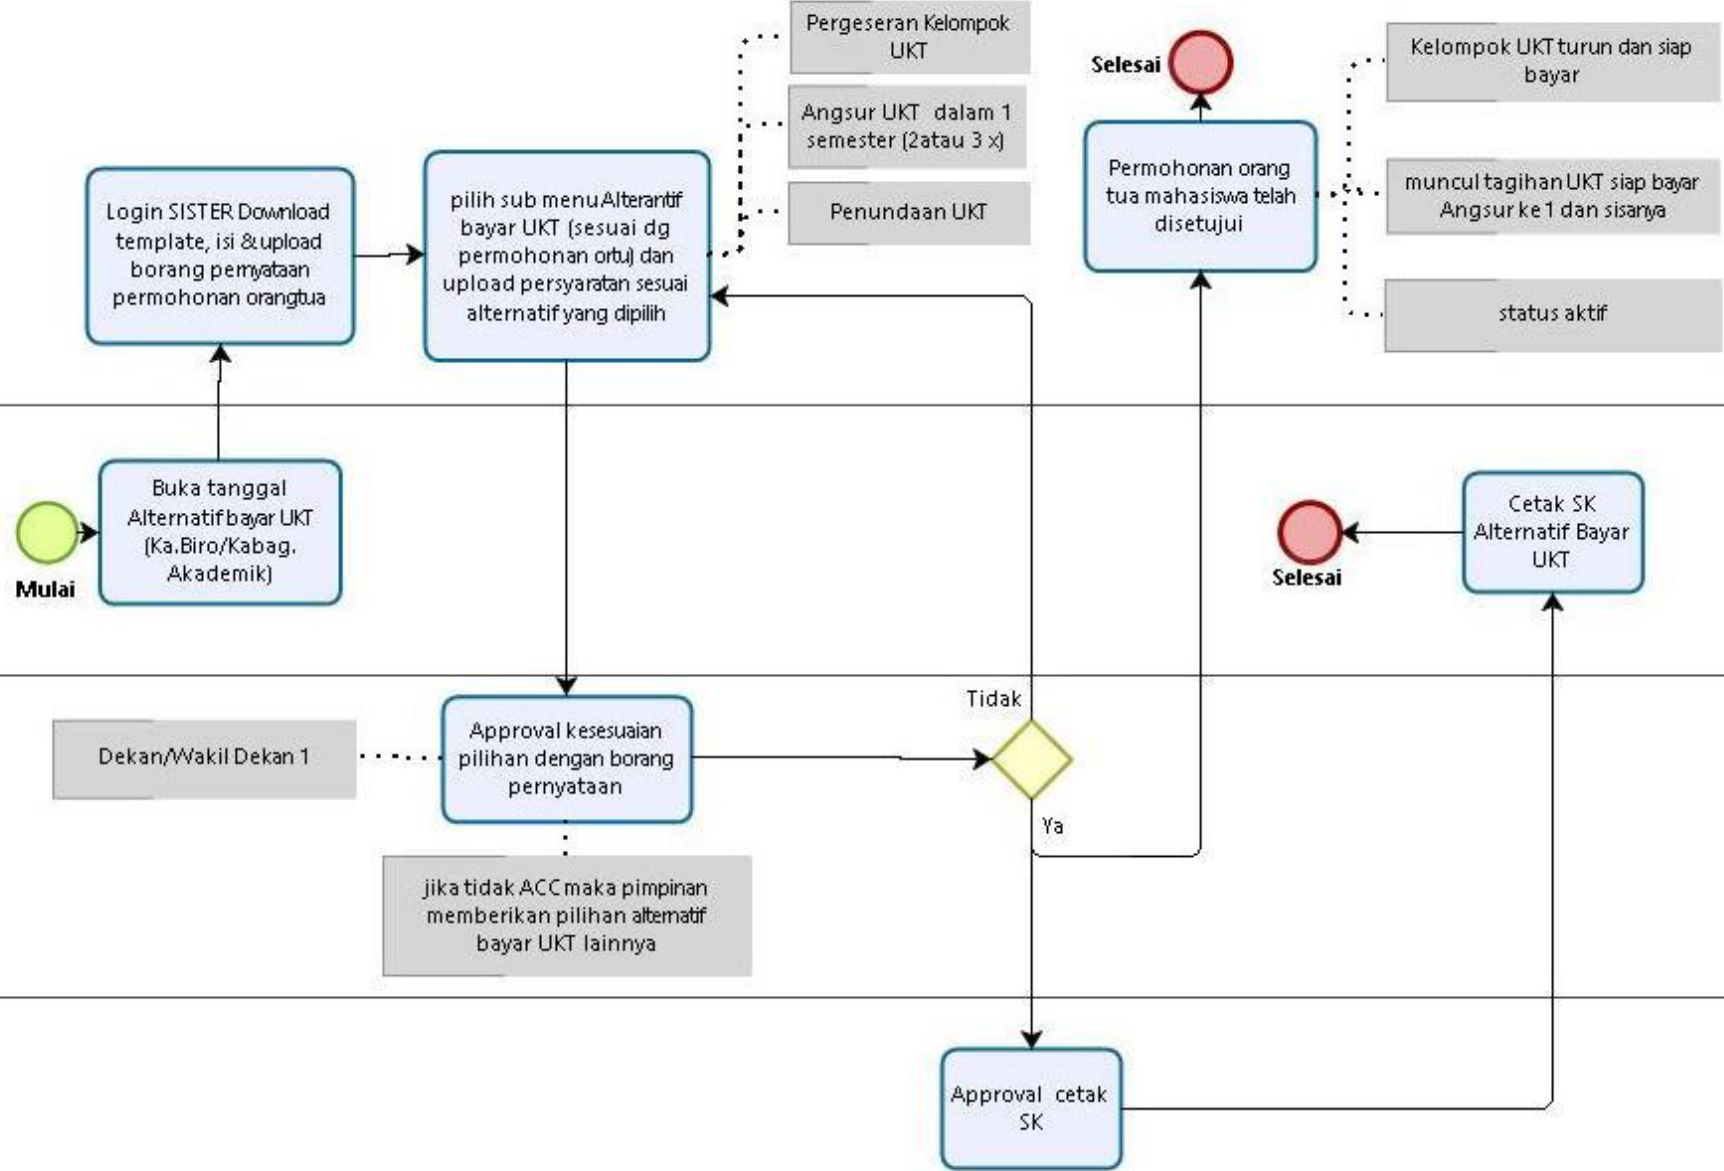 Pergeseran Kelompok
UKT
Angsur UKT dalam 1
semester (2atau 3 x)
Penundaan UKT
Selesai
Kelompok UKT turun dan siap
bayar
Permohonan orang
tua mahasiswa telah
disetujui
muncul tagihan UKT siap bayar
Angsur ke 1 dan sisanya
status aktif
Login SISTER Download
template, isi & upload
borang pernyataan
permohonan orangtua
pilih sub menu Alterantif
bayar UKT (sesuai dg
permohonan ortu) dan
upload persyaratan sesuai
alternatif yang dipilih
Mulai
Buka tanggal
Alternatif bayar UKT
(Ka.Biro/Kabag.
Akademik)
Selesai
Cetak SK
Alternatif Bayar
UKT
Dekan/Wakil Dekan 1
Approval kesesuaian
pilihan dengan borang
pernyataan
Tidak
Ya
jika tidak ACC maka pimpinan
memberikan pilihan alternatif
bayar UKT lainnya
Approval cetak
SK